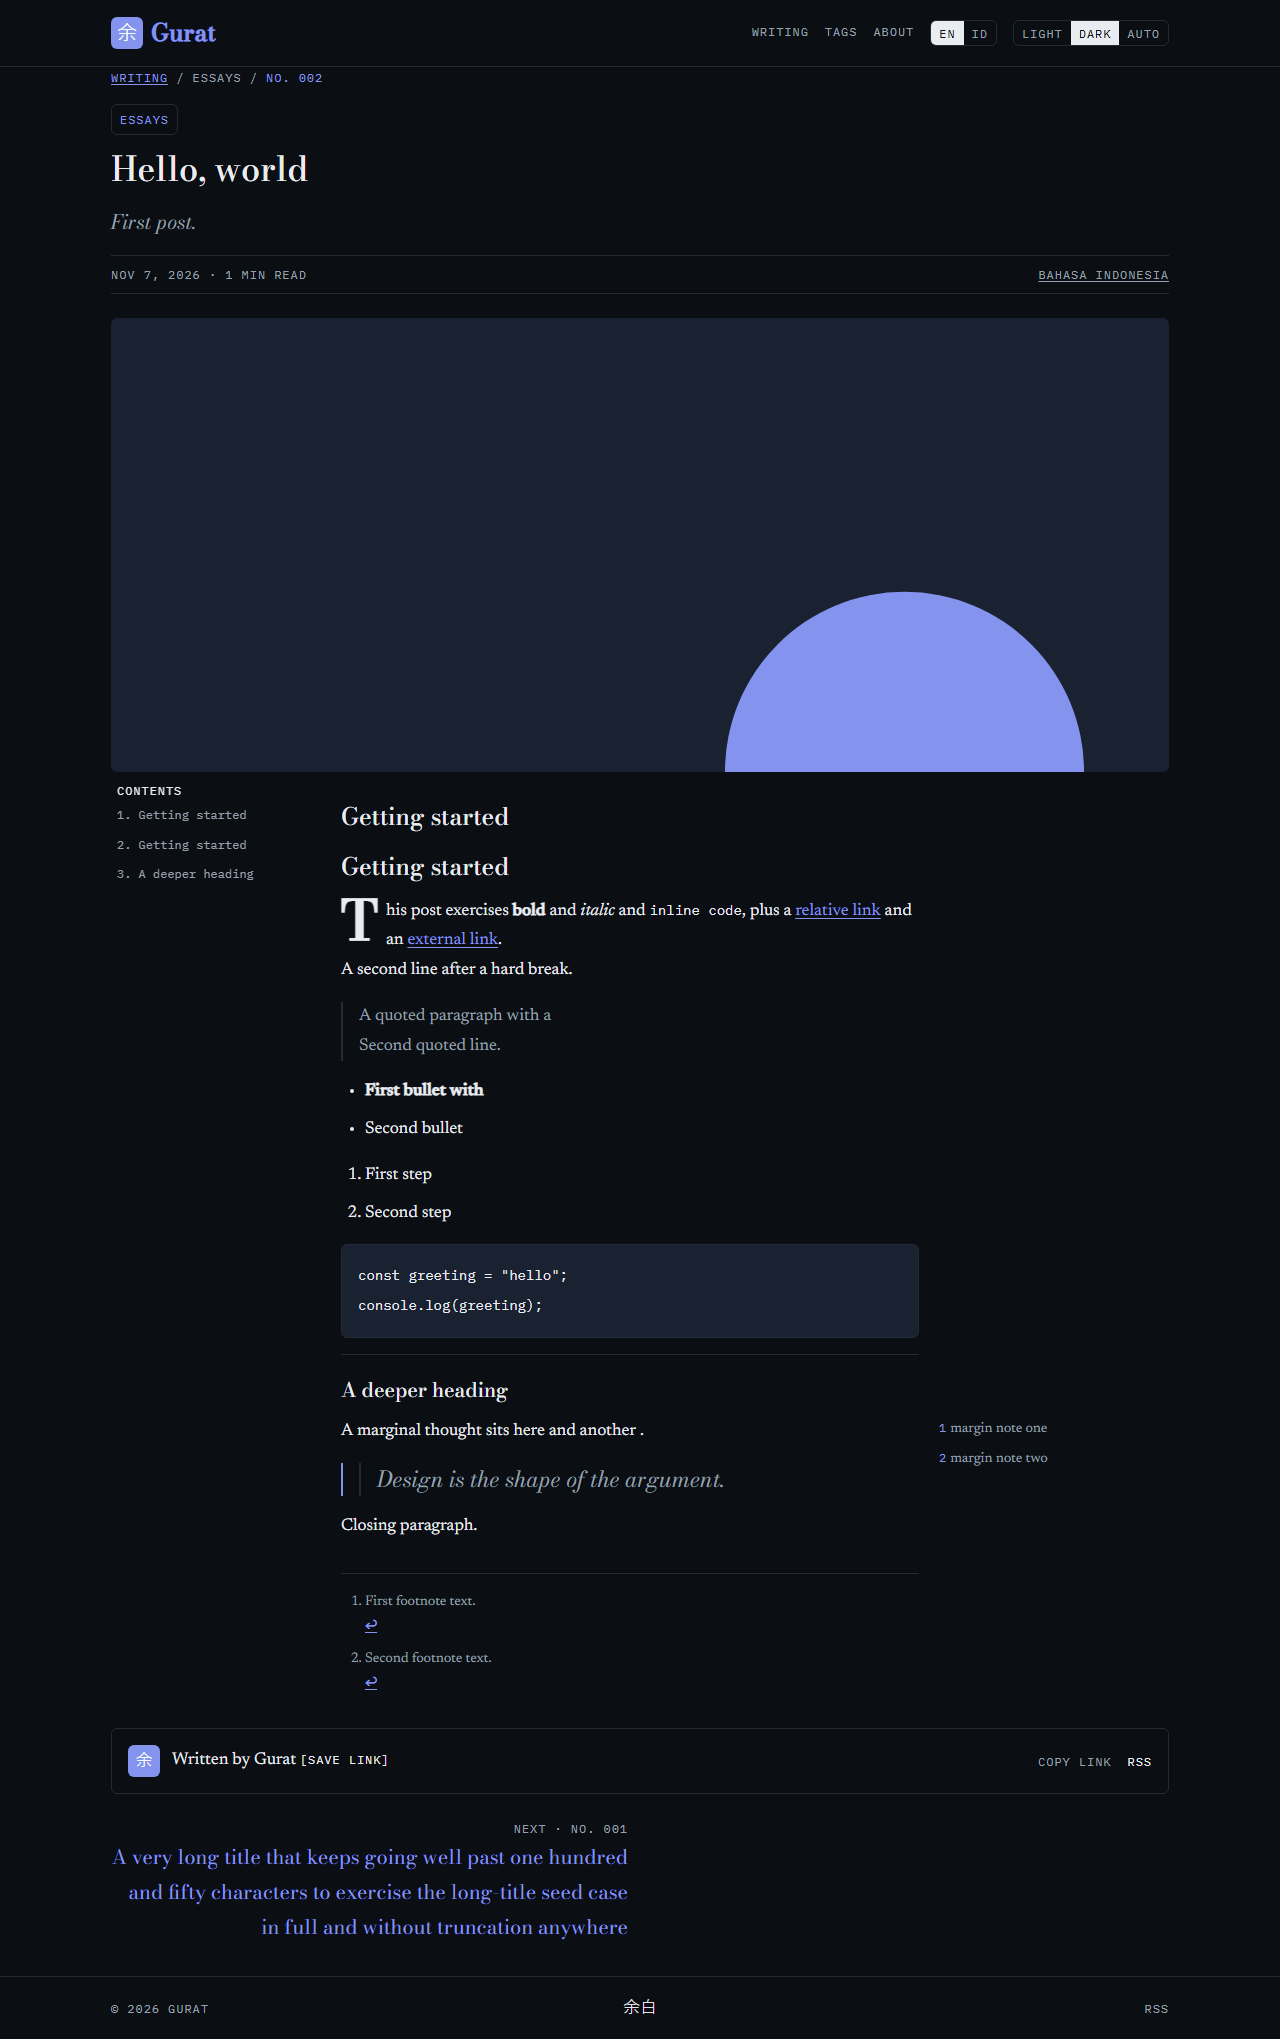 余 Gurat
WRITING TAGS ABOUT EN ID LIGHT DARK AUTO
WRITING / ESSAYS / NO. 002
ESSAYS
Hello, world
First post.
NOV 7, 2026 · 1 MIN READ
BAHASA INDONESIA
CONTENTS
1. Getting started
2. Getting started
3. A deeper heading
Getting started
Getting started
This post exercises bold and italic and inline code, plus a relative link and
an external link.
A second line after a hard break.
A quoted paragraph with a
Second quoted line.
• First bullet with
• Second bullet
1. First step
2. Second step
const greeting = "hello";
console.log(greeting);
A deeper heading
A marginal thought sits here and another .
1 margin note one
2 margin note two
Design is the shape of the argument.
Closing paragraph.
1. First footnote text.
↩
2. Second footnote text.
↩
余 Written by Gurat [SAVE LINK]
COPY LINK RSS
NEXT · NO. 001
A very long title that keeps going well past one hundred
and fifty characters to exercise the long-title seed case
in full and without truncation anywhere
© 2026 GURAT
余白
RSS